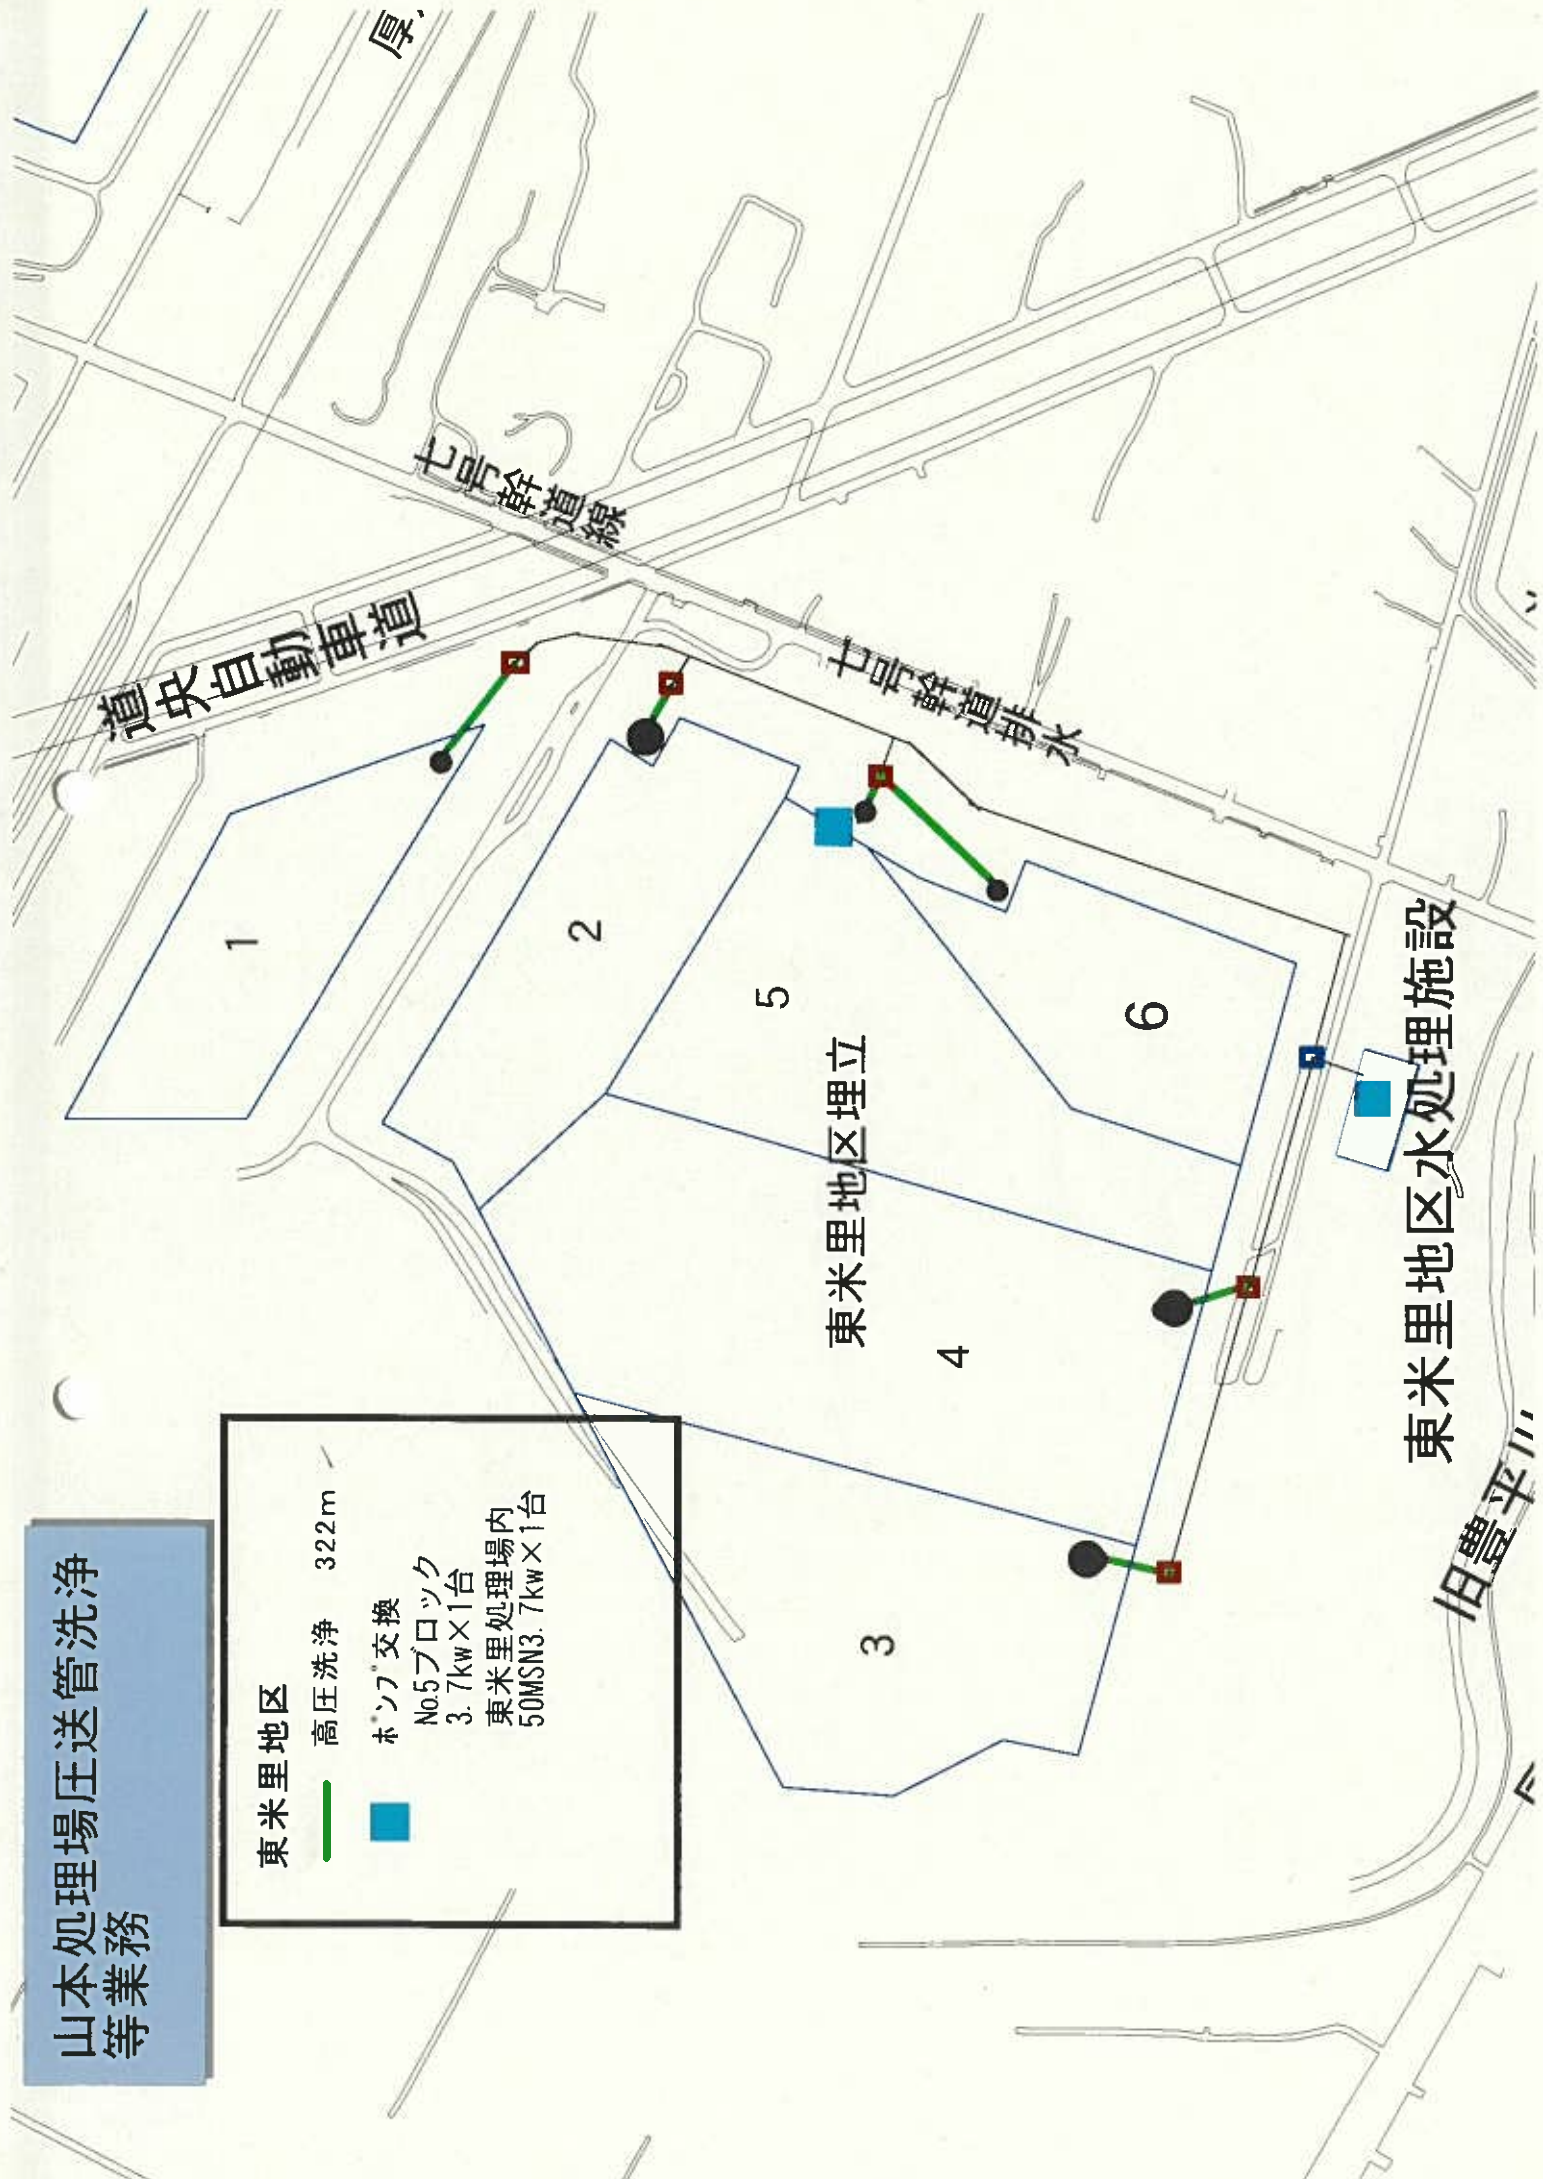 山本処理場圧送管洗浄
等業務
東米里地区
高圧洗浄 322m
ポンプ交換
No.5ブロック
3.7kw×1台
東米里処理場内
50MSN3.7kw×1台
道央自動車道
七号幹道線
七号幹道排水
厚
1
2
5
東米里地区埋立
6
4
3
東米里地区水処理施設
旧豊平川